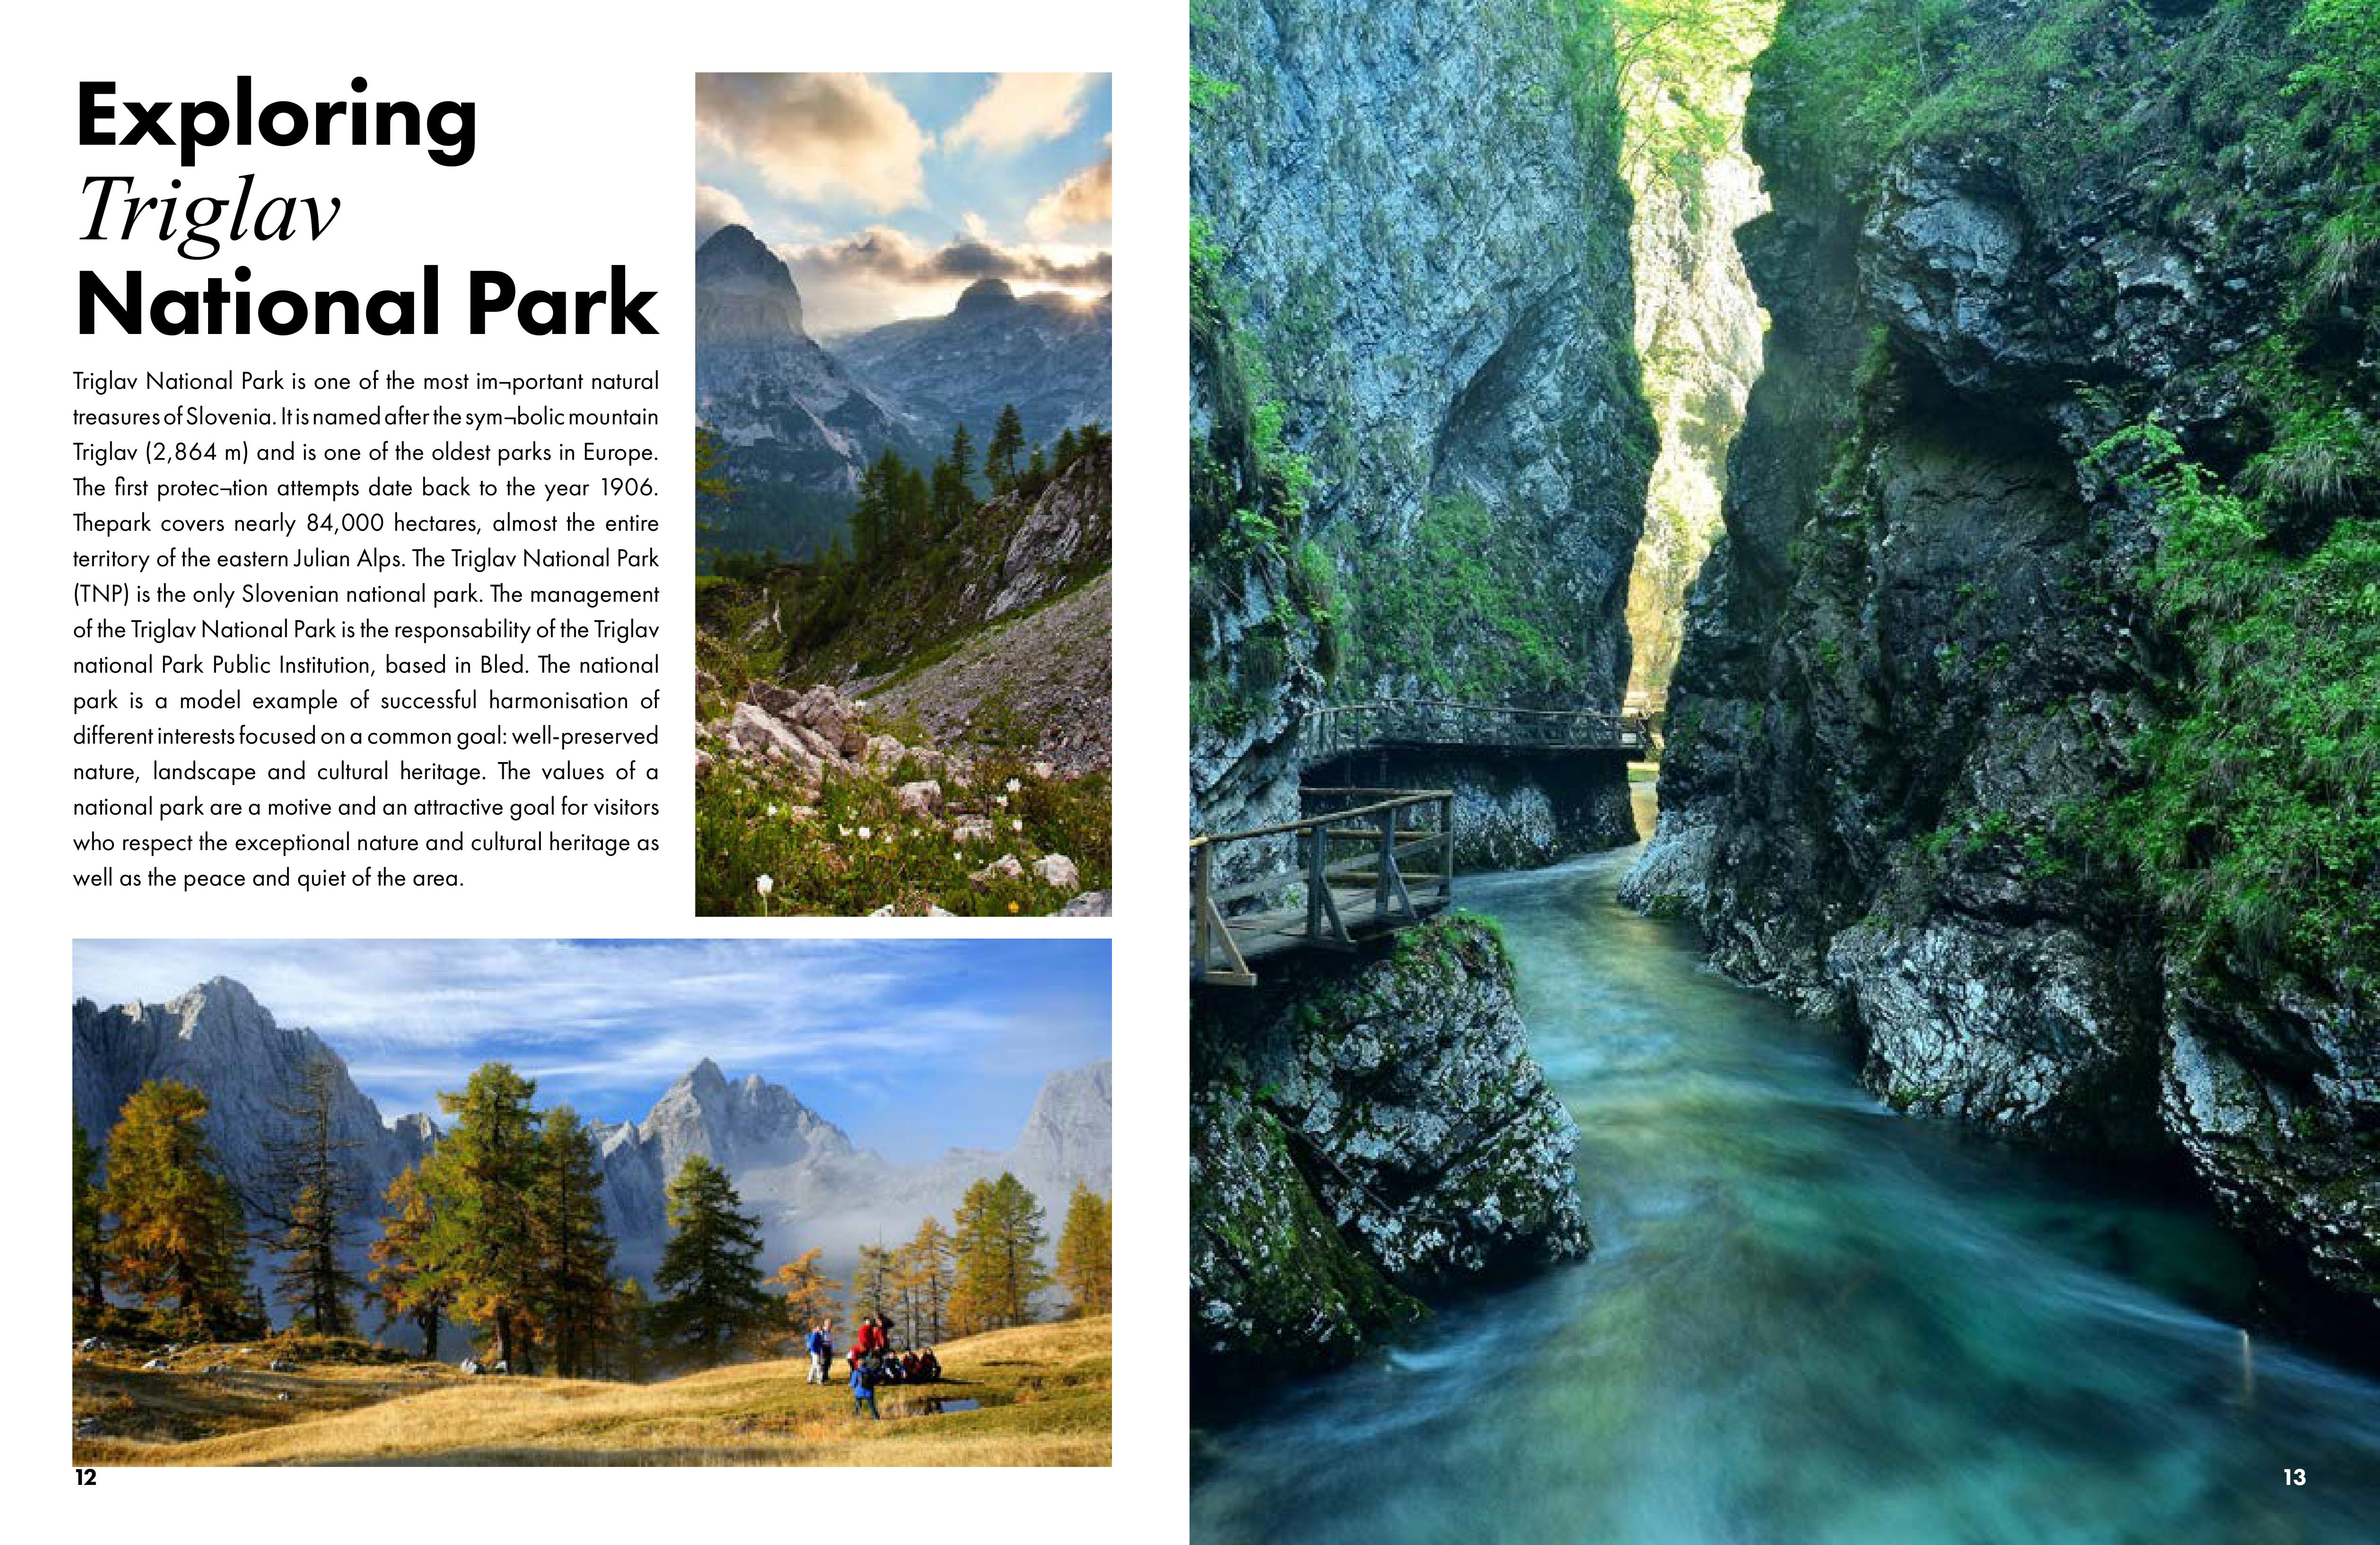 Exploring
Triglav
National Park
Triglav National Park is one of the most im¬portant natural
treasures of Slovenia. It is named after the sym¬bolic mountain
Triglav (2,864 m) and is one of the oldest parks in Europe.
The first protec¬tion attempts date back to the year 1906.
Thepark covers nearly 84,000 hectares, almost the entire
territory of the eastern Julian Alps. The Triglav National Park
(TNP) is the only Slovenian national park. The management
of the Triglav National Park is the responsability of the Triglav
national Park Public Institution, based in Bled. The national
park is a model example of successful harmonisation of
different interests focused on a common goal: well-preserved
nature, landscape and cultural heritage. The values of a
national park are a motive and an attractive goal for visitors
who respect the exceptional nature and cultural heritage as
well as the peace and quiet of the area.
12
13